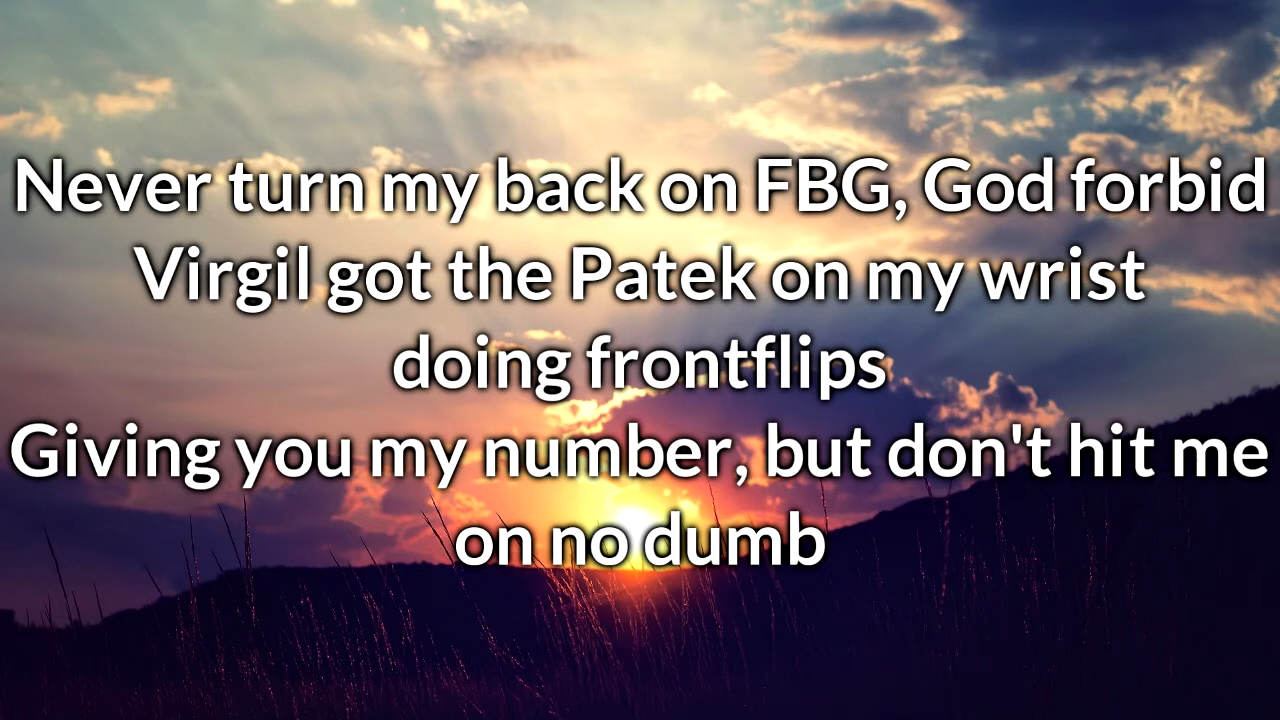 Never turn my back on FBG, God forbid
Virgil got the Patek on my wrist
doing frontflips
Giving you my number, but don't hit me
on no dumb